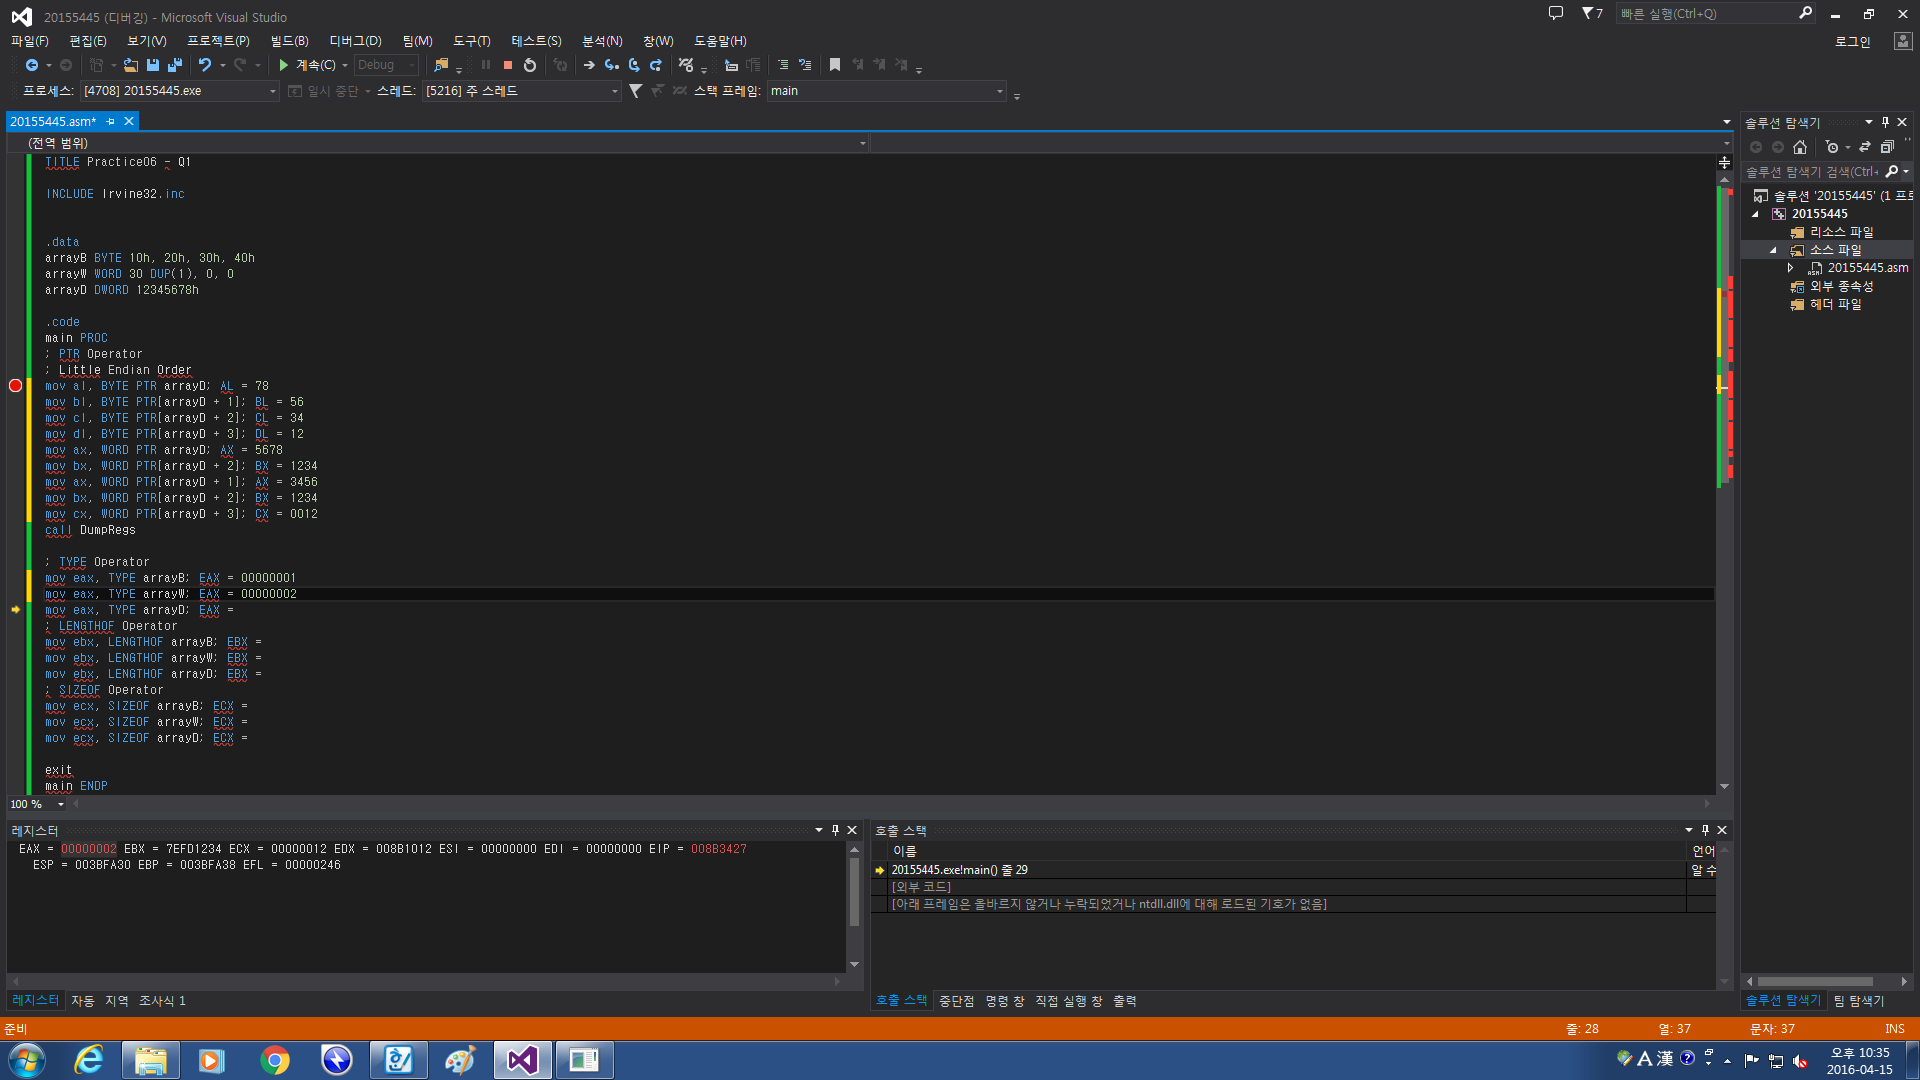 20155445 (디버깅) - Microsoft Visual Studio
7
빠른 실행(Ctrl+Q)
파일(F) 편집(E) 보기(V) 프로젝트(P) 빌드(B) 디버그(D) 팀(M) 도구(T) 테스트(S) 분석(N) 창(W) 도움말(H)
로그인
계속(C) Debug
프로세스: [4708] 20155445.exe 일시 중단 스레드: [5216] 주 스레드 스택 프레임: main
20155445.asm*
(전역 범위)
TITLE Practice06 - Q1
INCLUDE Irvine32.inc
.data
arrayB BYTE 10h, 20h, 30h, 40h
arrayW WORD 30 DUP(1), 0, 0
arrayD DWORD 12345678h
.code
main PROC
; PTR Operator
; Little Endian Order
mov al, BYTE PTR arrayD; AL = 78
mov bl, BYTE PTR[arrayD + 1]; BL = 56
mov cl, BYTE PTR[arrayD + 2]; CL = 34
mov dl, BYTE PTR[arrayD + 3]; DL = 12
mov ax, WORD PTR arrayD; AX = 5678
mov bx, WORD PTR[arrayD + 2]; BX = 1234
mov ax, WORD PTR[arrayD + 1]; AX = 3456
mov bx, WORD PTR[arrayD + 2]; BX = 1234
mov cx, WORD PTR[arrayD + 3]; CX = 0012
call DumpRegs
; TYPE Operator
mov eax, TYPE arrayB; EAX = 00000001
mov eax, TYPE arrayW; EAX = 00000002
mov eax, TYPE arrayD; EAX =
; LENGTHOF Operator
mov ebx, LENGTHOF arrayB; EBX =
mov ebx, LENGTHOF arrayW; EBX =
mov ebx, LENGTHOF arrayD; EBX =
; SIZEOF Operator
mov ecx, SIZEOF arrayB; ECX =
mov ecx, SIZEOF arrayW; ECX =
mov ecx, SIZEOF arrayD; ECX =
exit
main ENDP
100 %
레지스터
EAX = 00000002 EBX = 7EFD1234 ECX = 00000012 EDX = 008B1012 ESI = 00000000 EDI = 00000000 EIP = 008B3427
ESP = 003BFA30 EBP = 003BFA38 EFL = 00000246
레지스터 자동 지역 조사식 1
호출 스택
이름 언어
20155445.exe!main() 줄 29 알 수
[외부 코드]
[아래 프레임은 올바르지 않거나 누락되었거나 ntdll.dll에 대해 로드된 기호가 없음]
호출 스택 중단점 명령 창 직접 실행 창 출력
솔루션 탐색기
솔루션 탐색기 검색(Ctrl+
솔루션 '20155445' (1 프로
20155445
리소스 파일
소스 파일
20155445.asm
외부 종속성
헤더 파일
솔루션 탐색기 팀 탐색기
준비 줄: 28 열: 37 문자: 37 INS
A 漢
오후 10:35
2016-04-15